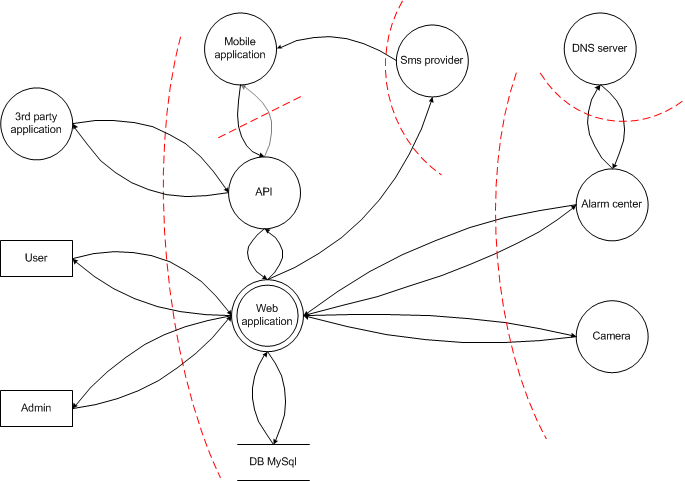 Mobile
application
Sms provider
DNS server
3rd party
application
API
Alarm center
User
Web
application
Camera
Admin
DB MySql